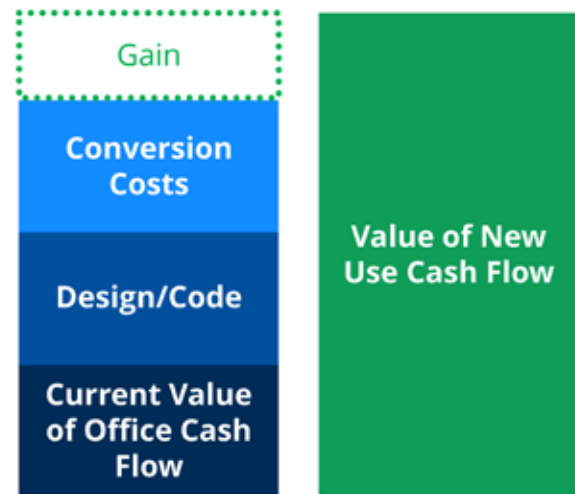 Gain
Conversion
Costs
Design/Code
Current Value
of Office Cash
Flow
Value of New
Use Cash Flow